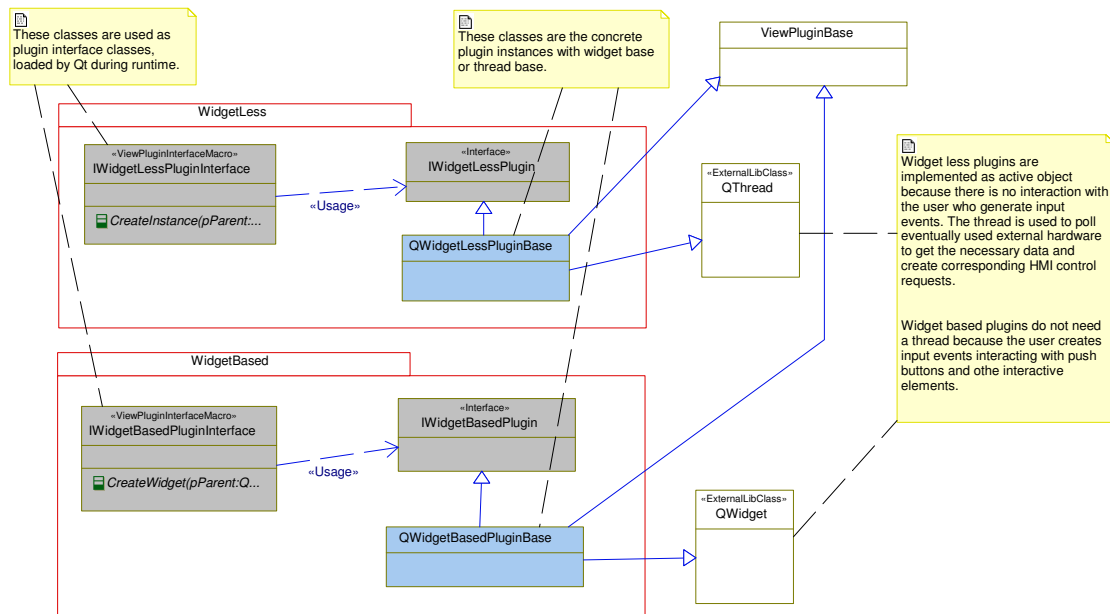 These classes are used as
plugin interface classes,
loaded by Qt during runtime.
These classes are the concrete
plugin instances with widget base
or thread base.
ViewPluginBase
WidgetLess
«ViewPluginInterfaceMacro»
IWidgetLessPluginInterface
CreateInstance(pParent:...
«Usage»
«Interface»
IWidgetLessPlugin
QWidgetLessPluginBase
«ExternalLibClass»
QThread
Widget less plugins are
implemented as active object
because there is no interaction with
the user who generate input
events. The thread is used to poll
eventually used external hardware
to get the necessary data and
create corresponding HMI control
requests.
Widget based plugins do not need
a thread because the user creates
input events interacting with push
buttons and othe interactive
elements.
WidgetBased
«ViewPluginInterfaceMacro»
IWidgetBasedPluginInterface
CreateWidget(pParent:Q...
«Usage»
«Interface»
IWidgetBasedPlugin
QWidgetBasedPluginBase
«ExternalLibClass»
QWidget